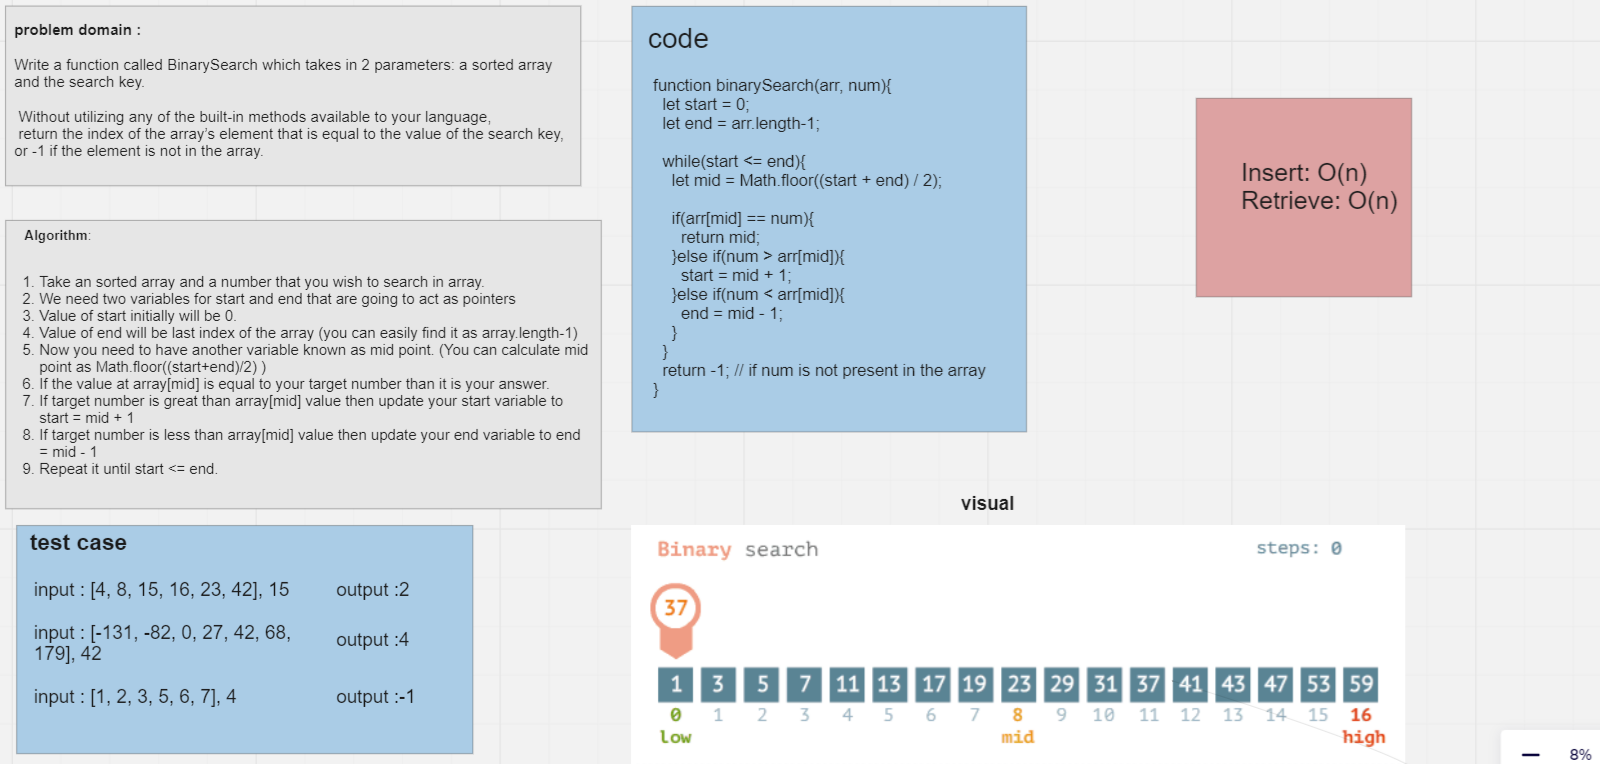 problem domain :
Write a function called BinarySearch which takes in 2 parameters: a sorted array
and the search key.
Without utilizing any of the built-in methods available to your language,
return the index of the array's element that is equal to the value of the search key,
or -1 if the element is not in the array.
Algorithm:
1. Take an sorted array and a number that you wish to search in array.
2. We need two variables for start and end that are going to act as pointers
3. Value of start initially will be 0.
4. Value of end will be last index of the array (you can easily find it as array.length-1)
5. Now you need to have another variable known as mid point. (You can calculate mid
point as Math.floor((start+end)/2) )
6. If the value at array[mid] is equal to your target number than it is your answer.
7. If target number is great than array[mid] value then update your start variable to
start = mid + 1
8. If target number is less than array[mid] value then update your end variable to end
= mid - 1
9. Repeat it until start <= end.
test case
input : [4, 8, 15, 16, 23, 42], 15 output :2
input : [-131, -82, 0, 27, 42, 68,
179], 42 output :4
input : [1, 2, 3, 5, 6, 7], 4 output :-1
code
function binarySearch(arr, num){
let start = 0;
let end = arr.length-1;
while(start <= end){
let mid = Math.floor((start + end) / 2);
if(arr[mid] == num){
return mid;
}else if(num > arr[mid]){
start = mid + 1;
}else if(num < arr[mid]){
end = mid - 1;
}
}
return -1; // if num is not present in the array
}
Insert: O(n)
Retrieve: O(n)
visual
Binary search steps: 0
37
1 3 5 7 11 13 17 19 23 29 31 37 41 43 47 53 59
0 1 2 3 4 5 6 7 8 9 10 11 12 13 14 15 16
low mid high
8%